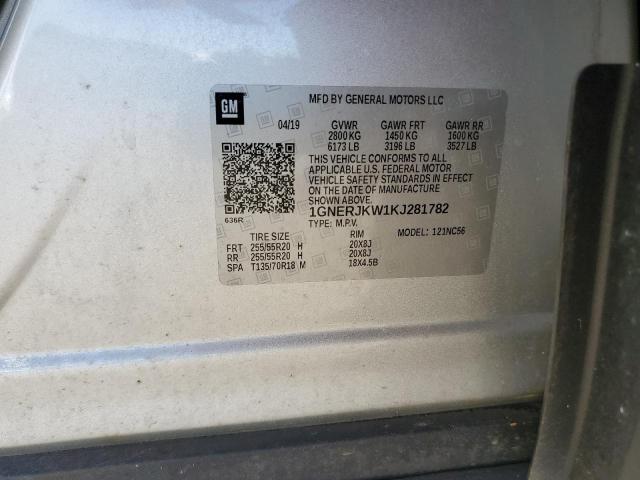 GM
MFD BY GENERAL MOTORS LLC
04/19 GVWR GAWR FRT GAWR RR
2800 KG 1450 KG 1600 KG
6173 LB 3196 LB 3527 LB
THIS VEHICLE CONFORMS TO ALL
APPLICABLE U.S. FEDERAL MOTOR
VEHICLE SAFETY STANDARDS IN EFFECT
ON THE DATE OF MANUFACTURE
SHOWN ABOVE.
636R
1GNERJKW1KJ281782
TYPE: M.P.V. MODEL: 121NC56
TIRE SIZE RIM
FRT 255/55R20 H 20X8J
RR 255/55R20 H 20X8J
SPA T135/70R18 M 18X4.5B